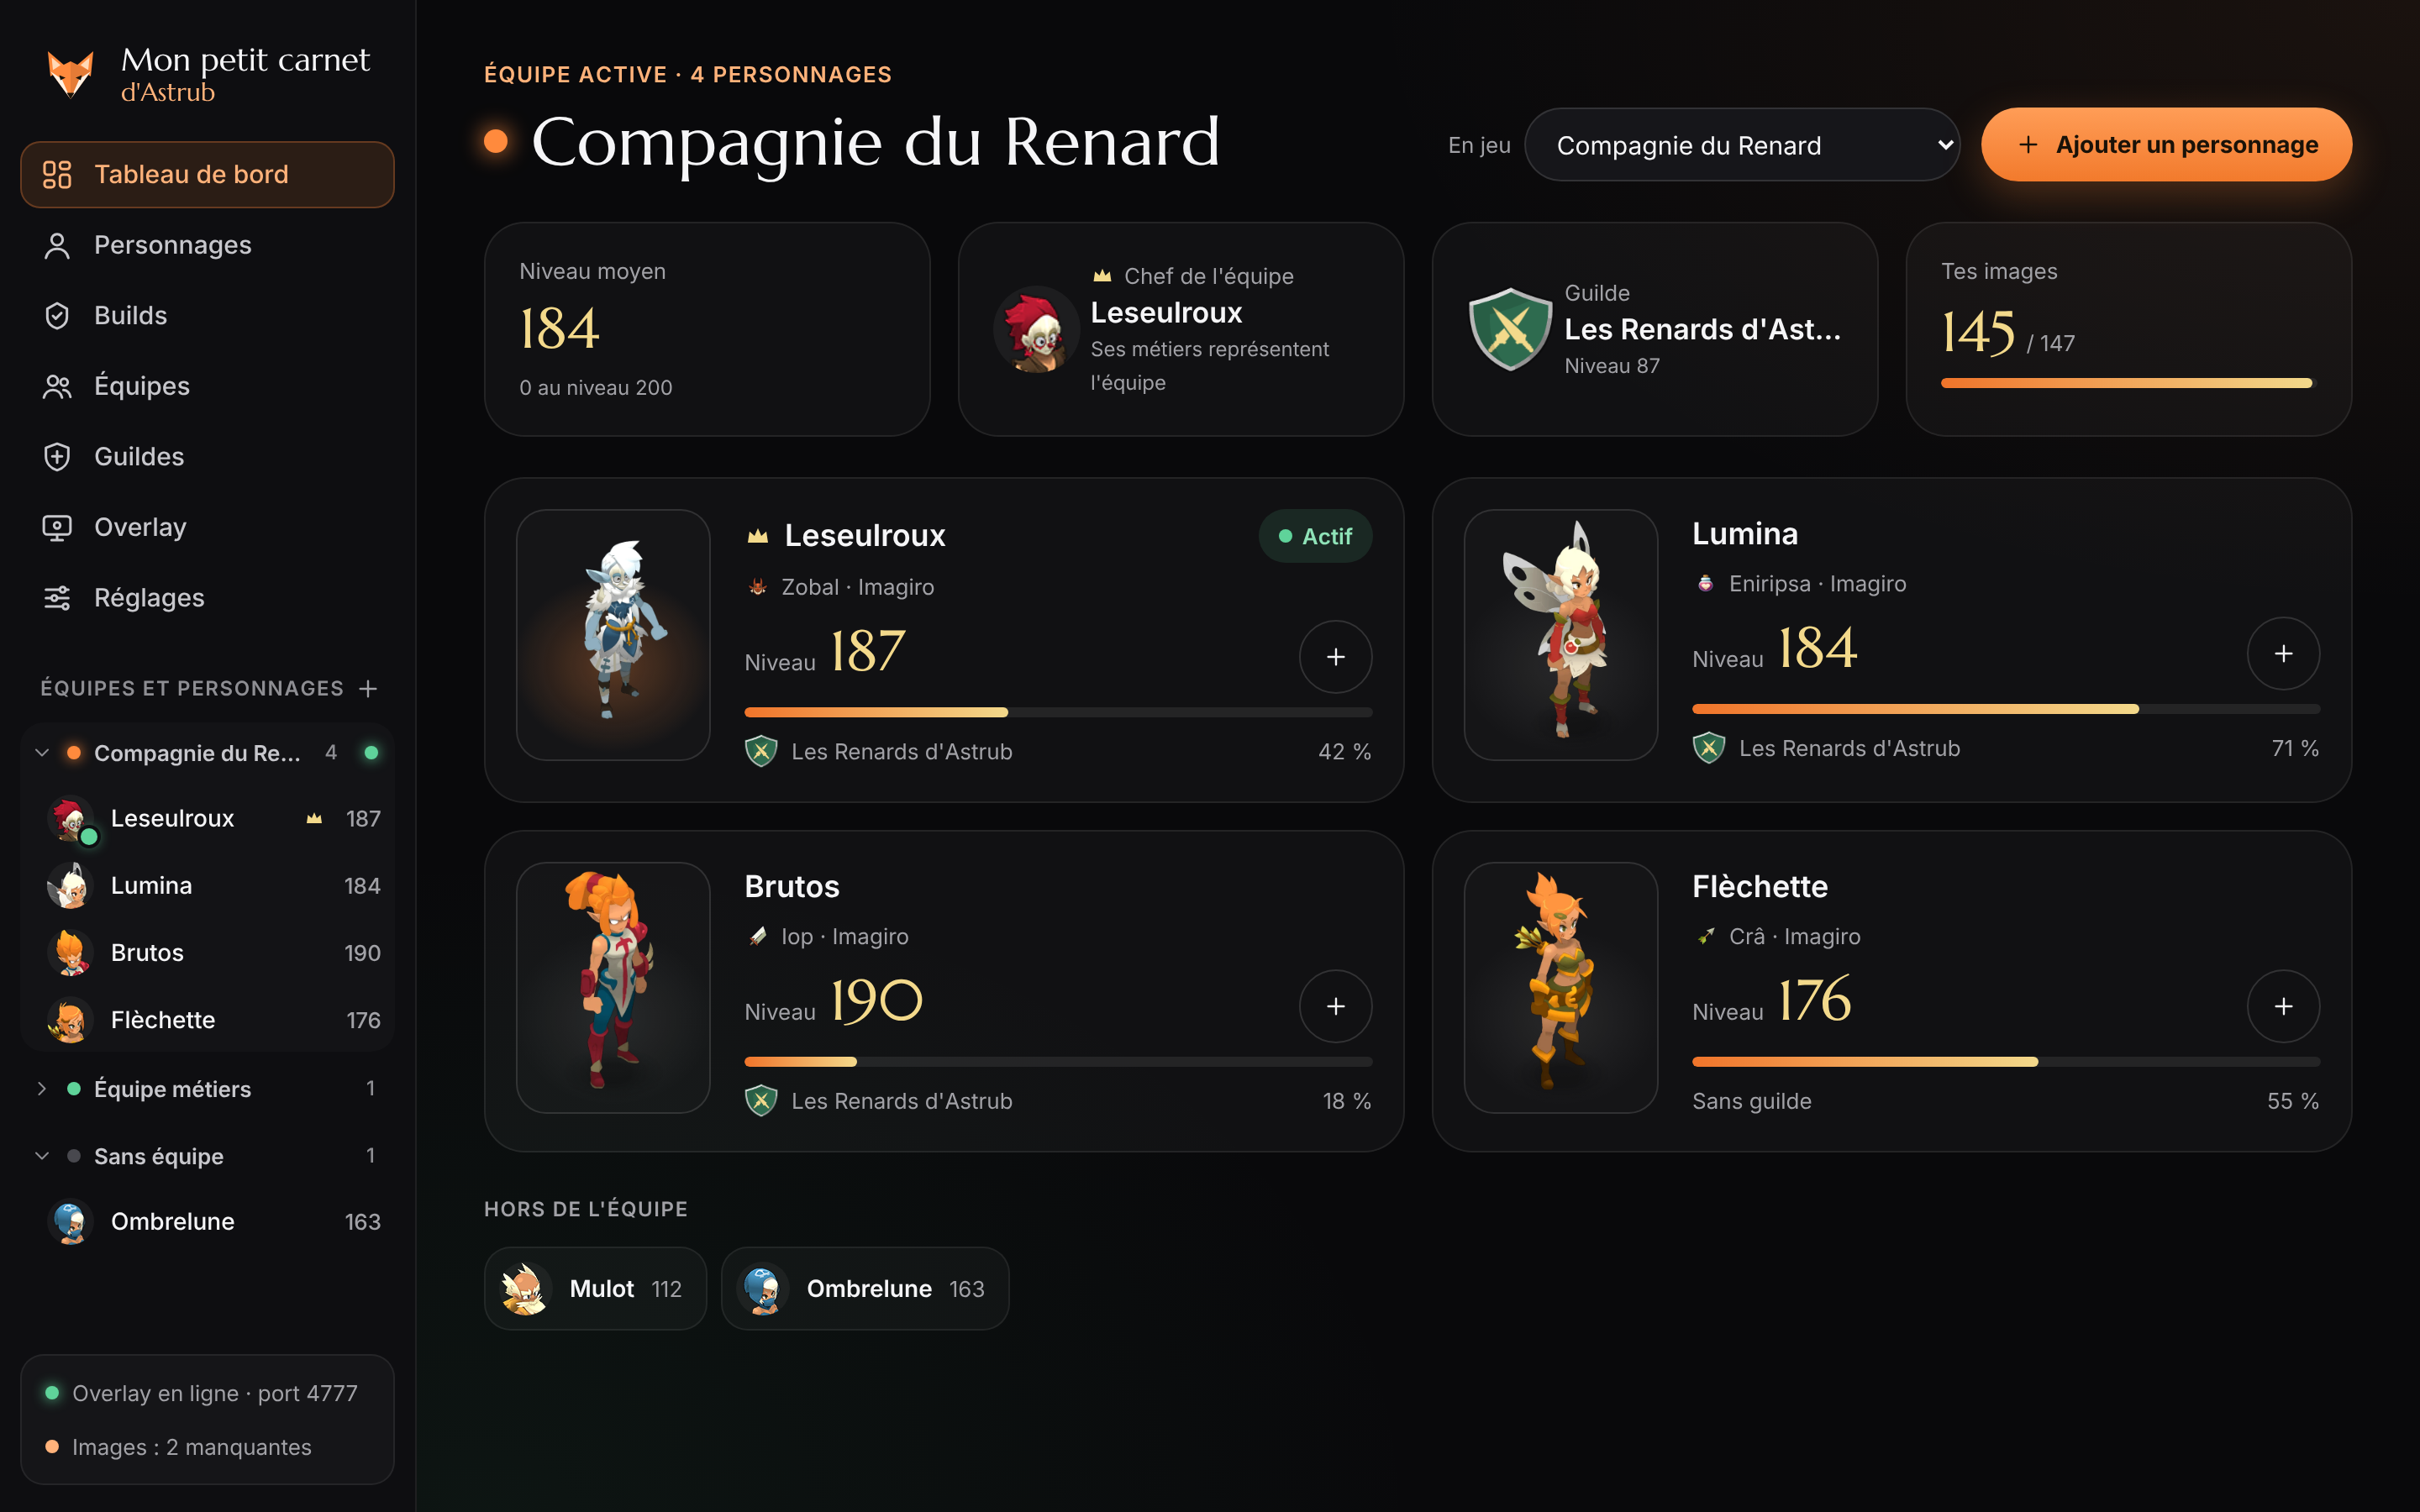 Mon petit carnet
d'Astrub
Tableau de bord
Personnages
Builds
Équipes
Guildes
Overlay
Réglages
ÉQUIPES ET PERSONNAGES
Compagnie du Re... 4
Leseulroux 187
Lumina 184
Brutos 190
Flèchette 176
Équipe métiers 1
Sans équipe 1
Ombrelune 163
Overlay en ligne · port 4777
Images : 2 manquantes
ÉQUIPE ACTIVE · 4 PERSONNAGES
Compagnie du Renard
En jeu
Compagnie du Renard
+ Ajouter un personnage
Niveau moyen
184
0 au niveau 200
Chef de l'équipe
Leseulroux
Ses métiers représentent
l'équipe
Guilde
Les Renards d'Ast...
Niveau 87
Tes images
145 / 147
Leseulroux
Actif
Zobal · Imagiro
Niveau 187
Les Renards d'Astrub 42 %
Lumina
Eniripsa · Imagiro
Niveau 184
Les Renards d'Astrub 71 %
Brutos
Iop · Imagiro
Niveau 190
Les Renards d'Astrub 18 %
Flèchette
Crâ · Imagiro
Niveau 176
Sans guilde 55 %
HORS DE L'ÉQUIPE
Mulot 112
Ombrelune 163